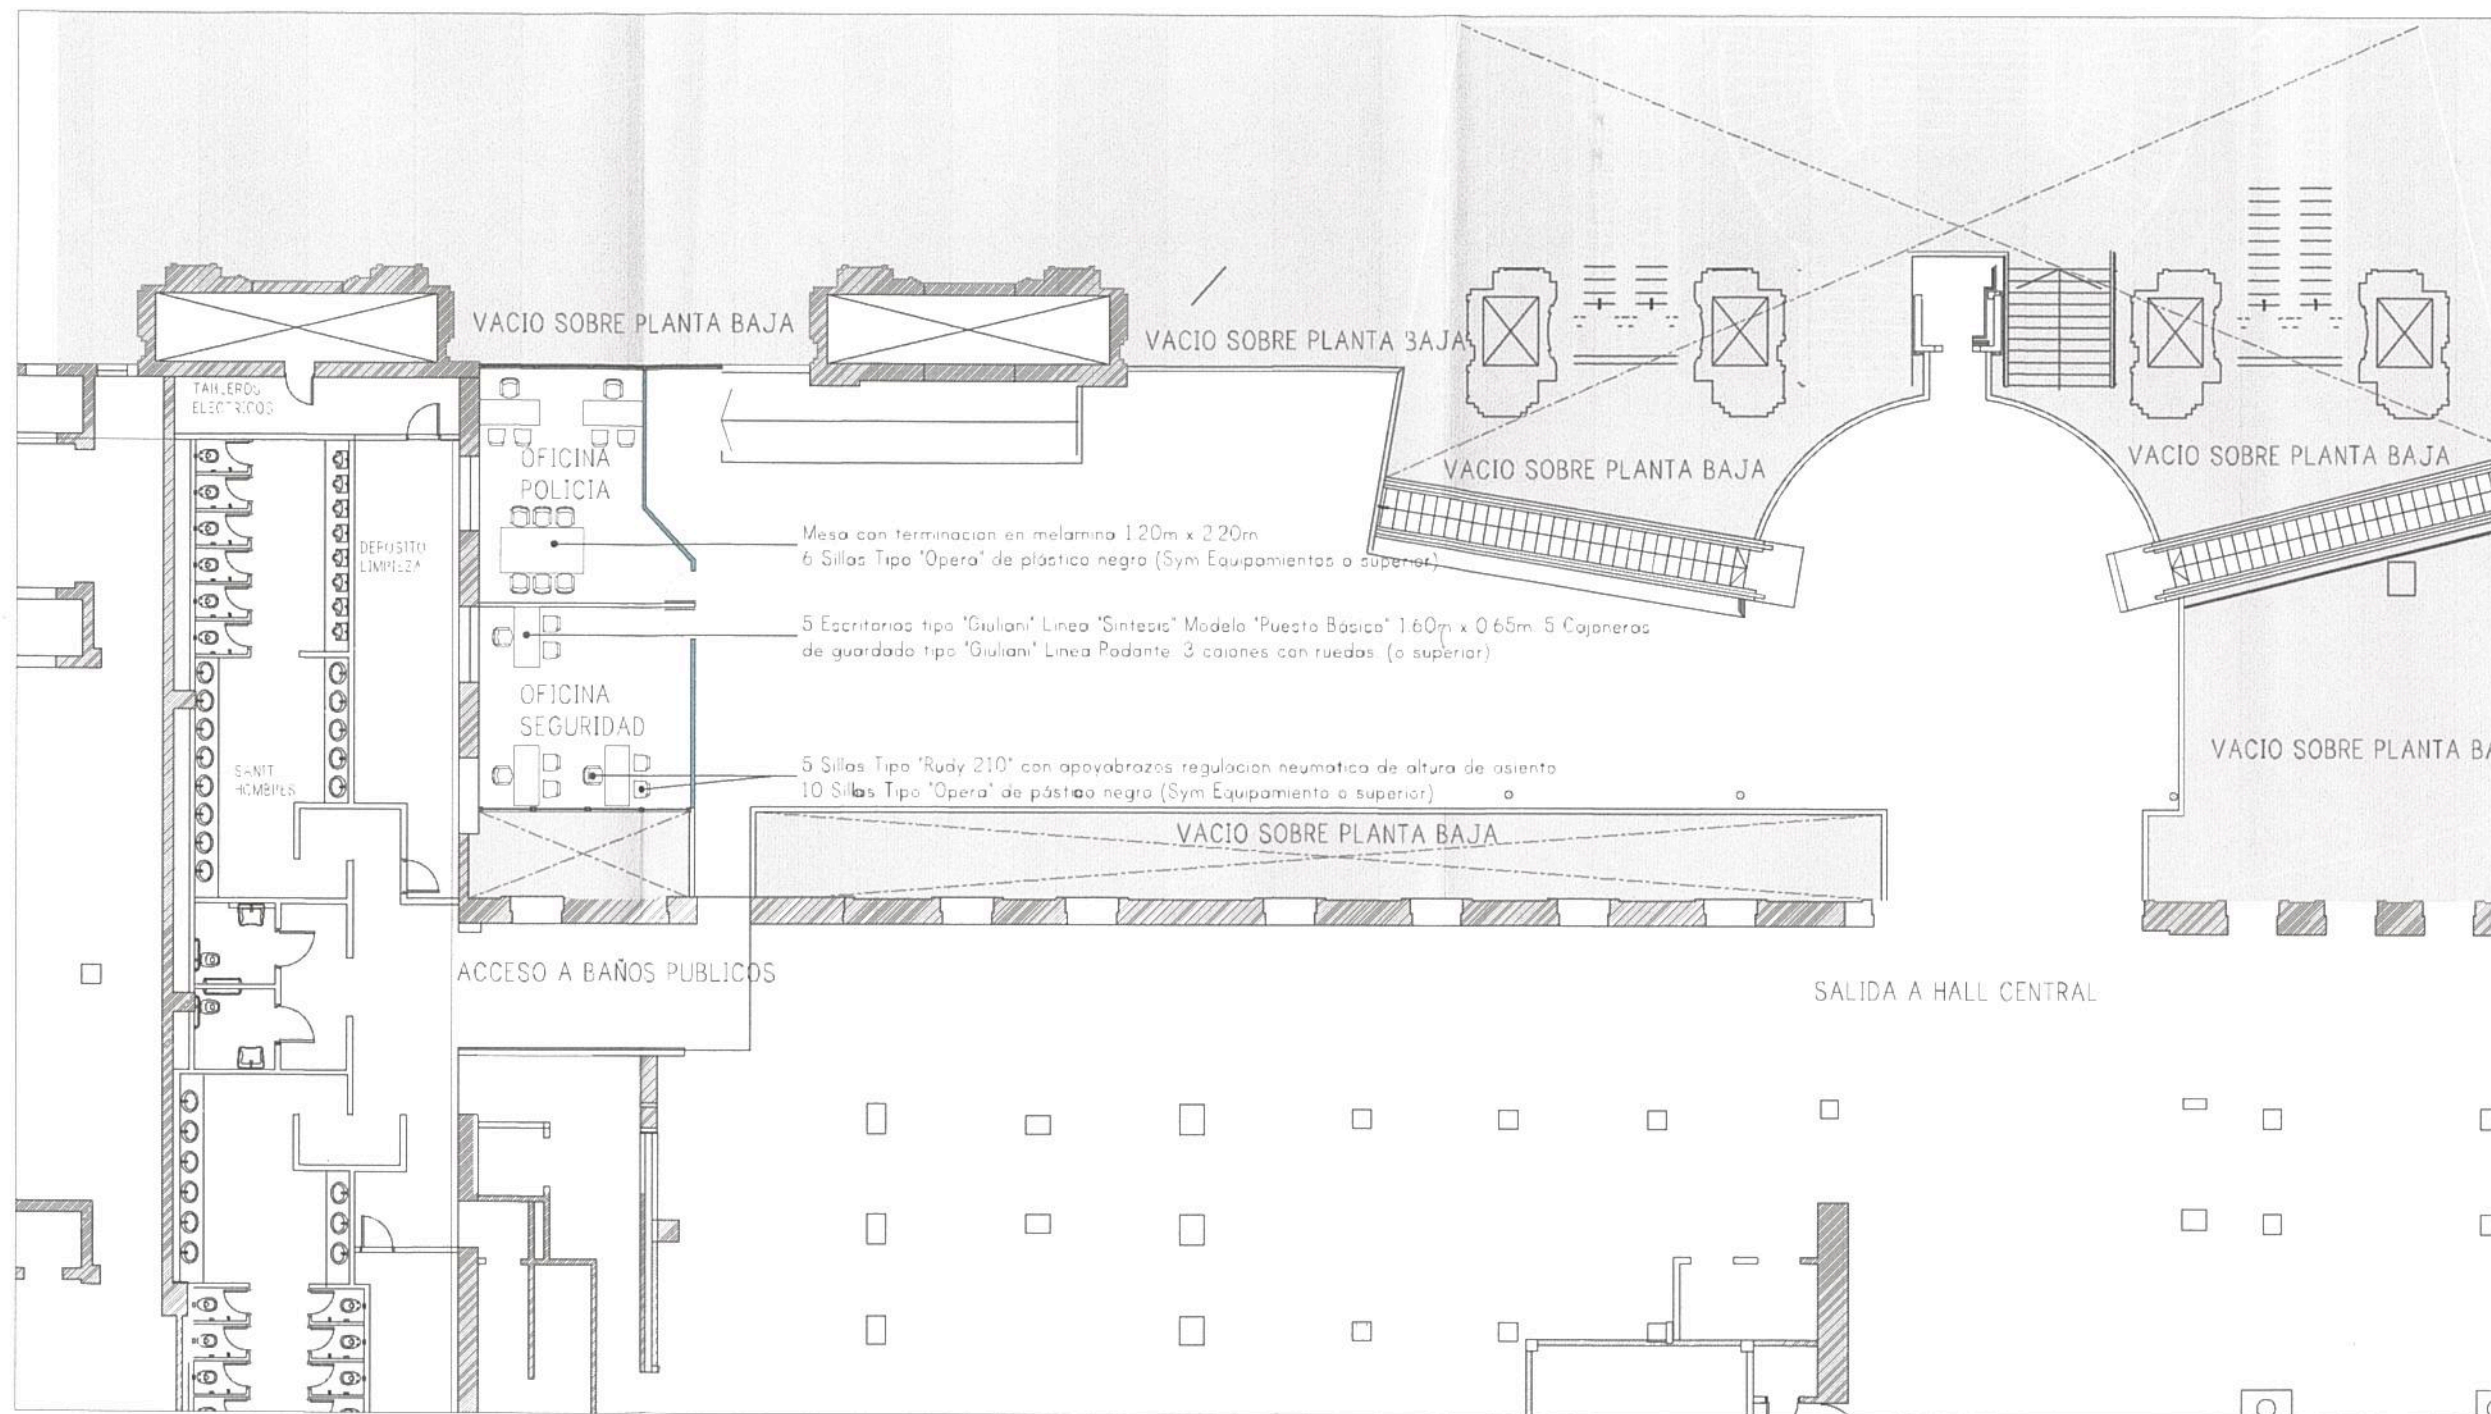 VACIO SOBRE PLANTA BAJA
VACIO SOBRE PLANTA BAJA
TABLEROS
ELECTRICOS
OFICINA
POLICIA
VACIO SOBRE PLANTA BAJA
VACIO SOBRE PLANTA BAJA
Mesa con terminacion en melamina 1.20m x 2.20m
6 Sillas Tipo "Opera" de plástico negro (Sym Equipamientos o superior)
DEPOSITO
LIMPIEZA
5 Escritorios tipo "Giuliani" Linea "Sintesis" Modelo "Puesto Básico" 1.60m x 0.65m. 5 Cajoneras
de guardado tipo "Giuliani" Linea Podante. 3 caiones con ruedas. (o superior)
OFICINA
SEGURIDAD
VACIO SOBRE PLANTA BA
SANIT.
HOMBRES
5 Sillas Tipo "Rudy 210" con apoyabrazos regulacion neumatica de altura de asiento
10 Sillas Tipo "Opera" de pástico negro (Sym Equipamiento o superior)
VACIO SOBRE PLANTA BAJA
ACCESO A BAÑOS PUBLICOS
SALIDA A HALL CENTRAL